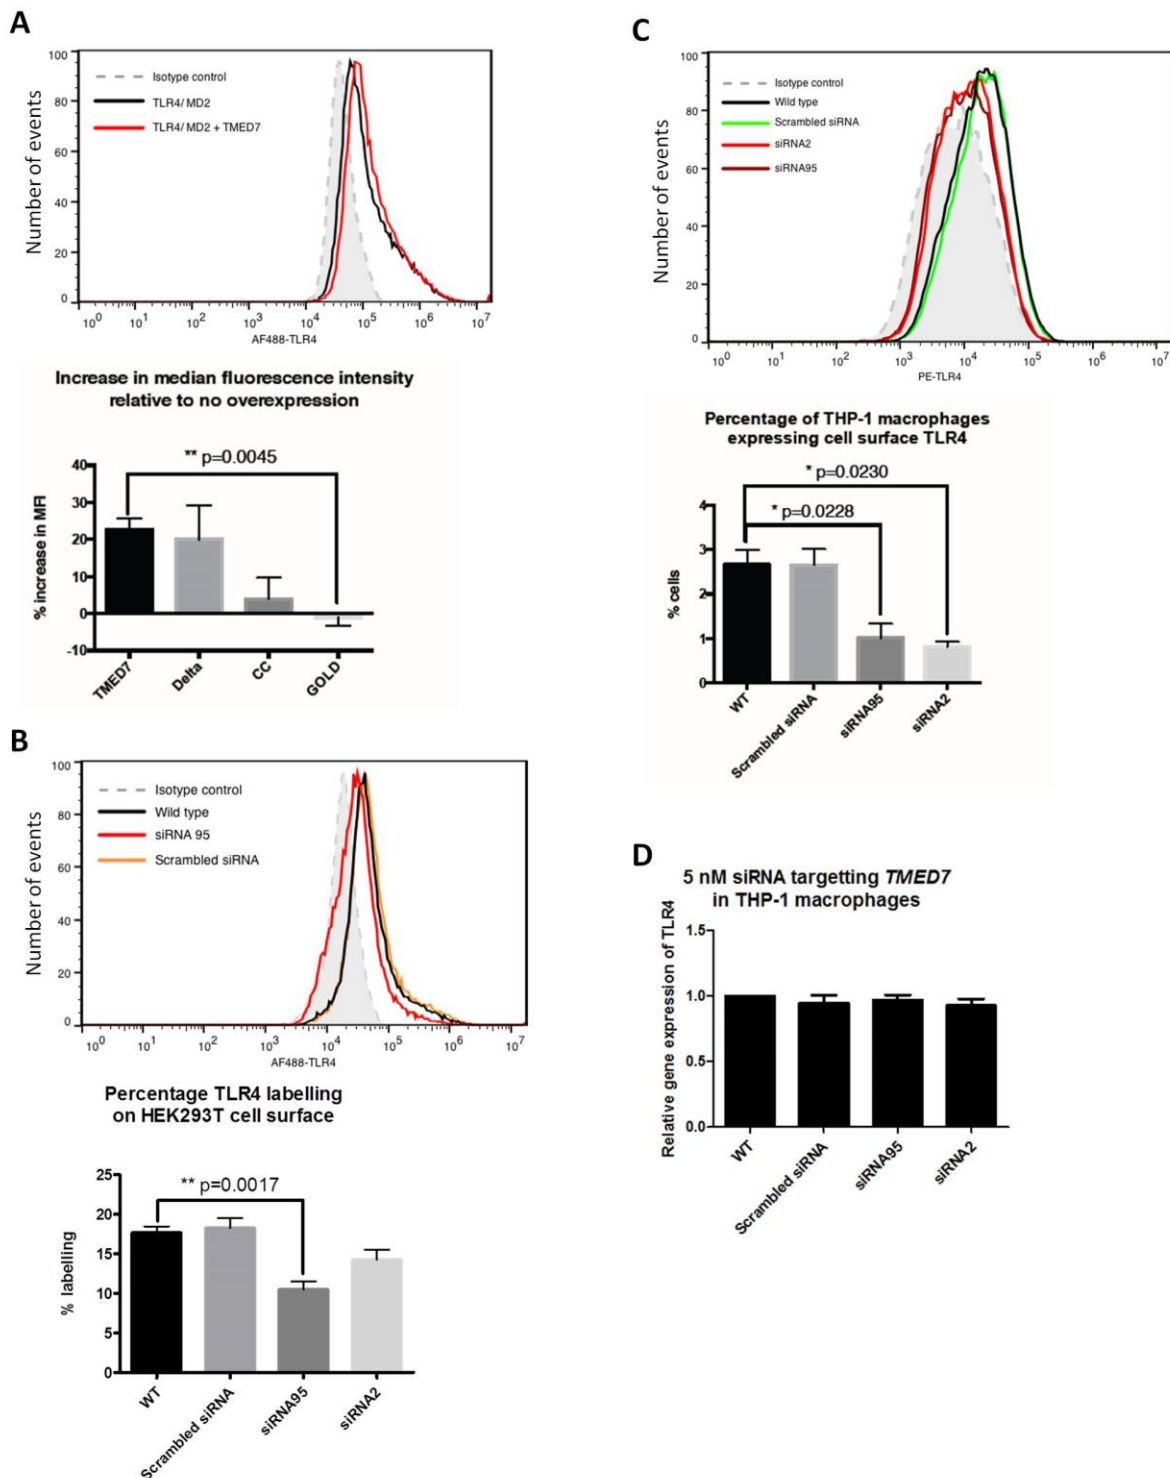 A
100
80
60
40
20
0
Number of events
Isotype control
TLR4/ MD2
TLR4/ MD2 + TMED7
10^0 10^1 10^2 10^3 10^4 10^5 10^6 10^7
AF488-TLR4
Increase in median fluorescence intensity
relative to no overexpression
** p=0.0045
40
30
20
10
0
-10
% increase in MFI
TMED7 Delta CC GOLD
B
100
80
60
40
20
0
Number of events
Isotype control
Wild type
siRNA 95
Scrambled siRNA
10^0 10^1 10^2 10^3 10^4 10^5 10^6 10^7
AF488-TLR4
Percentage TLR4 labelling
on HEK293T cell surface
** p=0.0017
25
20
15
10
5
0
% labelling
WT Scrambled siRNA siRNA95 siRNA2
C
100
80
60
40
20
0
Number of events
Isotype control
Wild type
Scrambled siRNA
siRNA2
siRNA95
10^0 10^1 10^2 10^3 10^4 10^5 10^6 10^7
PE-TLR4
Percentage of THP-1 macrophages
expressing cell surface TLR4
* p=0.0230
* p=0.0228
4
3
2
1
0
% cells
WT Scrambled siRNA siRNA95 siRNA2
D
5 nM siRNA targetting TMED7
in THP-1 macrophages
1.5
1.0
0.5
0.0
Relative gene expression of TLR4
WT Scrambled siRNA siRNA95 siRNA2